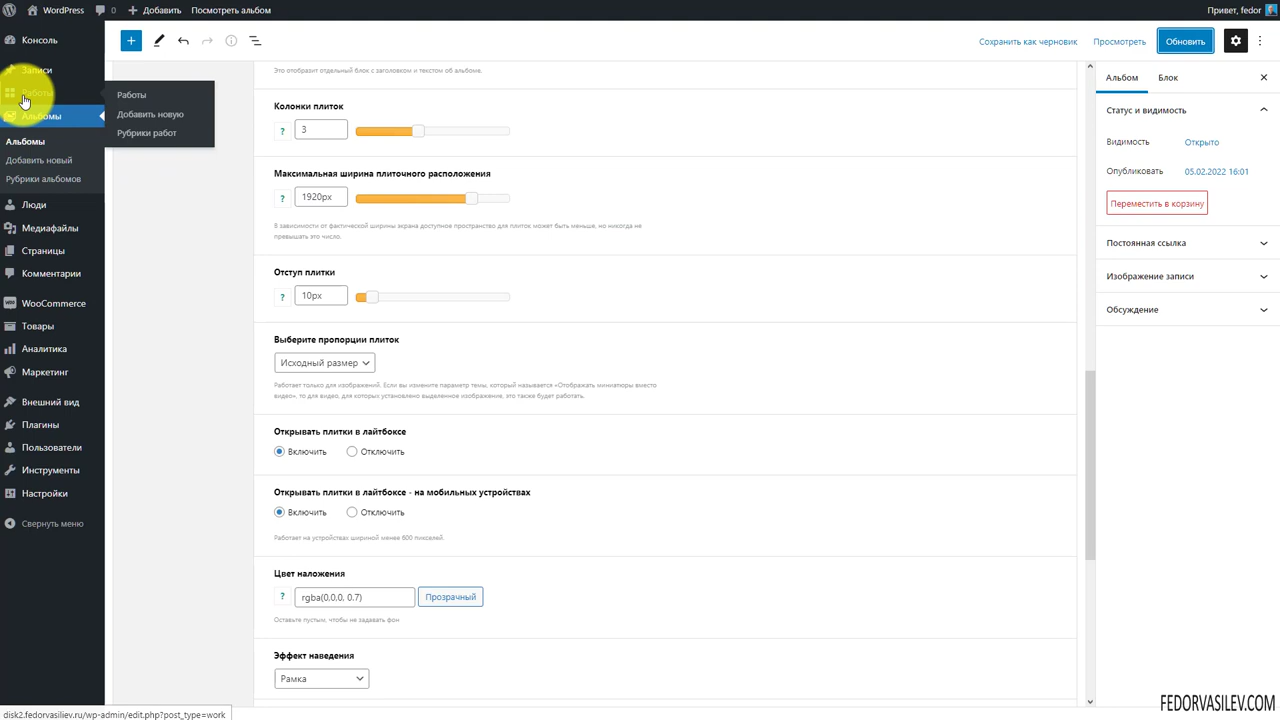 WordPress
0
Добавить
Посмотреть альбом
Привет, fedor
Консоль
Записи
Работы
Альбомы
Альбомы
Добавить новый
Рубрики альбомов
Люди
Медиафайлы
Страницы
Комментарии
WooCommerce
Товары
Аналитика
Маркетинг
Внешний вид
Плагины
Пользователи
Инструменты
Настройки
Свернуть меню
Работы
Добавить новую
Рубрики работ
Сохранить как черновик
Просмотреть
Обновить
Это отобразит отдельный блок с заголовком и текстом об альбоме.
Колонки плиток
?
3
Максимальная ширина плиточного расположения
?
1920px
В зависимости от фактической ширины экрана доступное пространство для плиток может быть меньше, но никогда не
превышать это число.
Отступ плитки
?
10px
Выберите пропорции плиток
Исходный размер
Работает только для изображений. Если вы измените параметр темы, который называется «Отображать миниатюры вместо
видео», то для видео, для которых установлено выделенное изображение, это также будет работать.
Открывать плитки в лайтбоксе
Включить
Отключить
Открывать плитки в лайтбоксе - на мобильных устройствах
Включить
Отключить
Работает на устройствах шириной менее 600 пикселей.
Цвет наложения
?
rgba(0,0,0, 0.7)
Прозрачный
Оставьте пустым, чтобы не задавать фон
Эффект наведения
Рамка
Альбом
Блок
Статус и видимость
Видимость
Открыто
Опубликовать
05.02.2022 16:01
Переместить в корзину
Постоянная ссылка
Изображение записи
Обсуждение
disk2.fedorvasiliev.ru/wp-admin/edit.php?post_type=work
FEDORVASILEV.COM